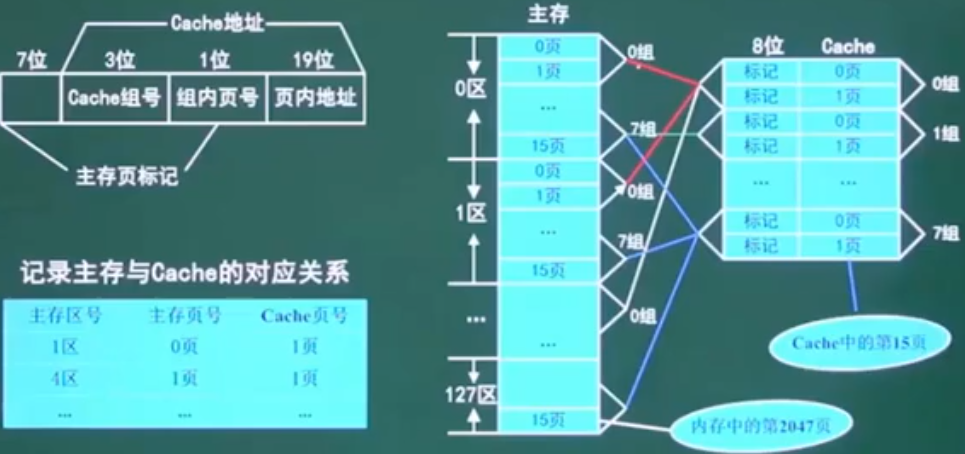 Cache地址
7位 3位 1位 19位
Cache组号 组内页号 页内地址
主存页标记
记录主存与Cache的对应关系
主存区号 主存页号 Cache页号
1区 0页 1页
4区 1页 1页
... ... ...
主存
0页
1页
...
15页
0页
1页
...
15页
...
15页
0区
1区
...
127区
0组
7组
0组
7组
0组
8位 Cache
标记 0页
标记 1页
标记 0页
标记 1页
... ...
标记 0页
标记 1页
0组
1组
7组
Cache中的第15页
内存中的第2047页